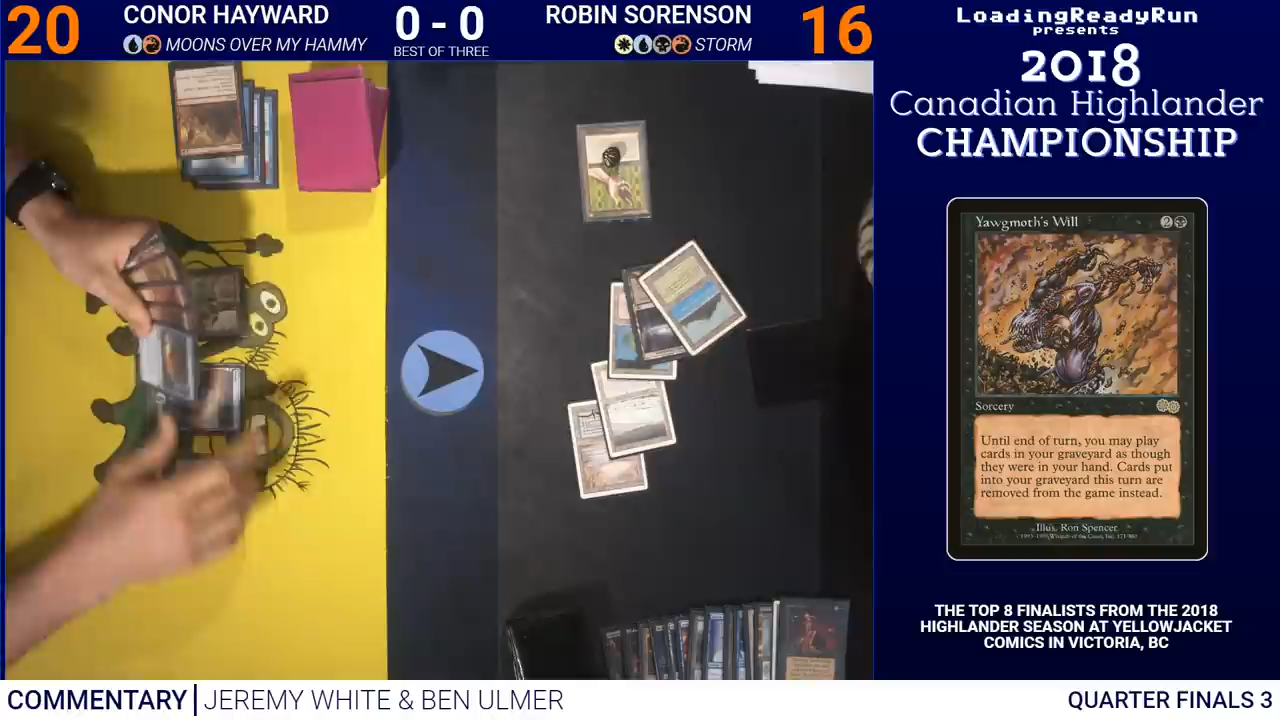 20
CONOR HAYWARD
MOONS OVER MY HAMMY
0 - 0
BEST OF THREE
ROBIN SORENSON
STORM
16
LoadingReadyRun
presents
2018
Canadian Highlander
CHAMPIONSHIP
Yawgmoth's Will
2
Sorcery
Until end of turn, you may play
cards in your graveyard as though
they were in your hand. Cards put
into your graveyard this turn are
removed from the game instead.
Illus. Ron Spencer
THE TOP 8 FINALISTS FROM THE 2018
HIGHLANDER SEASON AT YELLOWJACKET
COMICS IN VICTORIA, BC
COMMENTARY
JEREMY WHITE & BEN ULMER
QUARTER FINALS 3